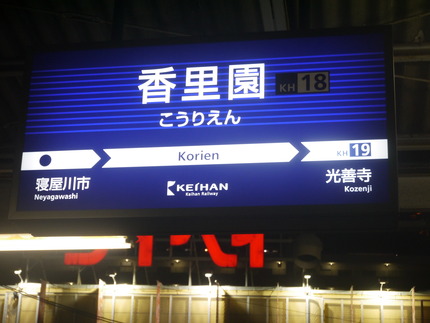 香里園 KH 18
こうりえん
Korien KH 19
寝屋川市 光善寺
Neyagawashi Kozenji
KEIHAN
Keihan Railway